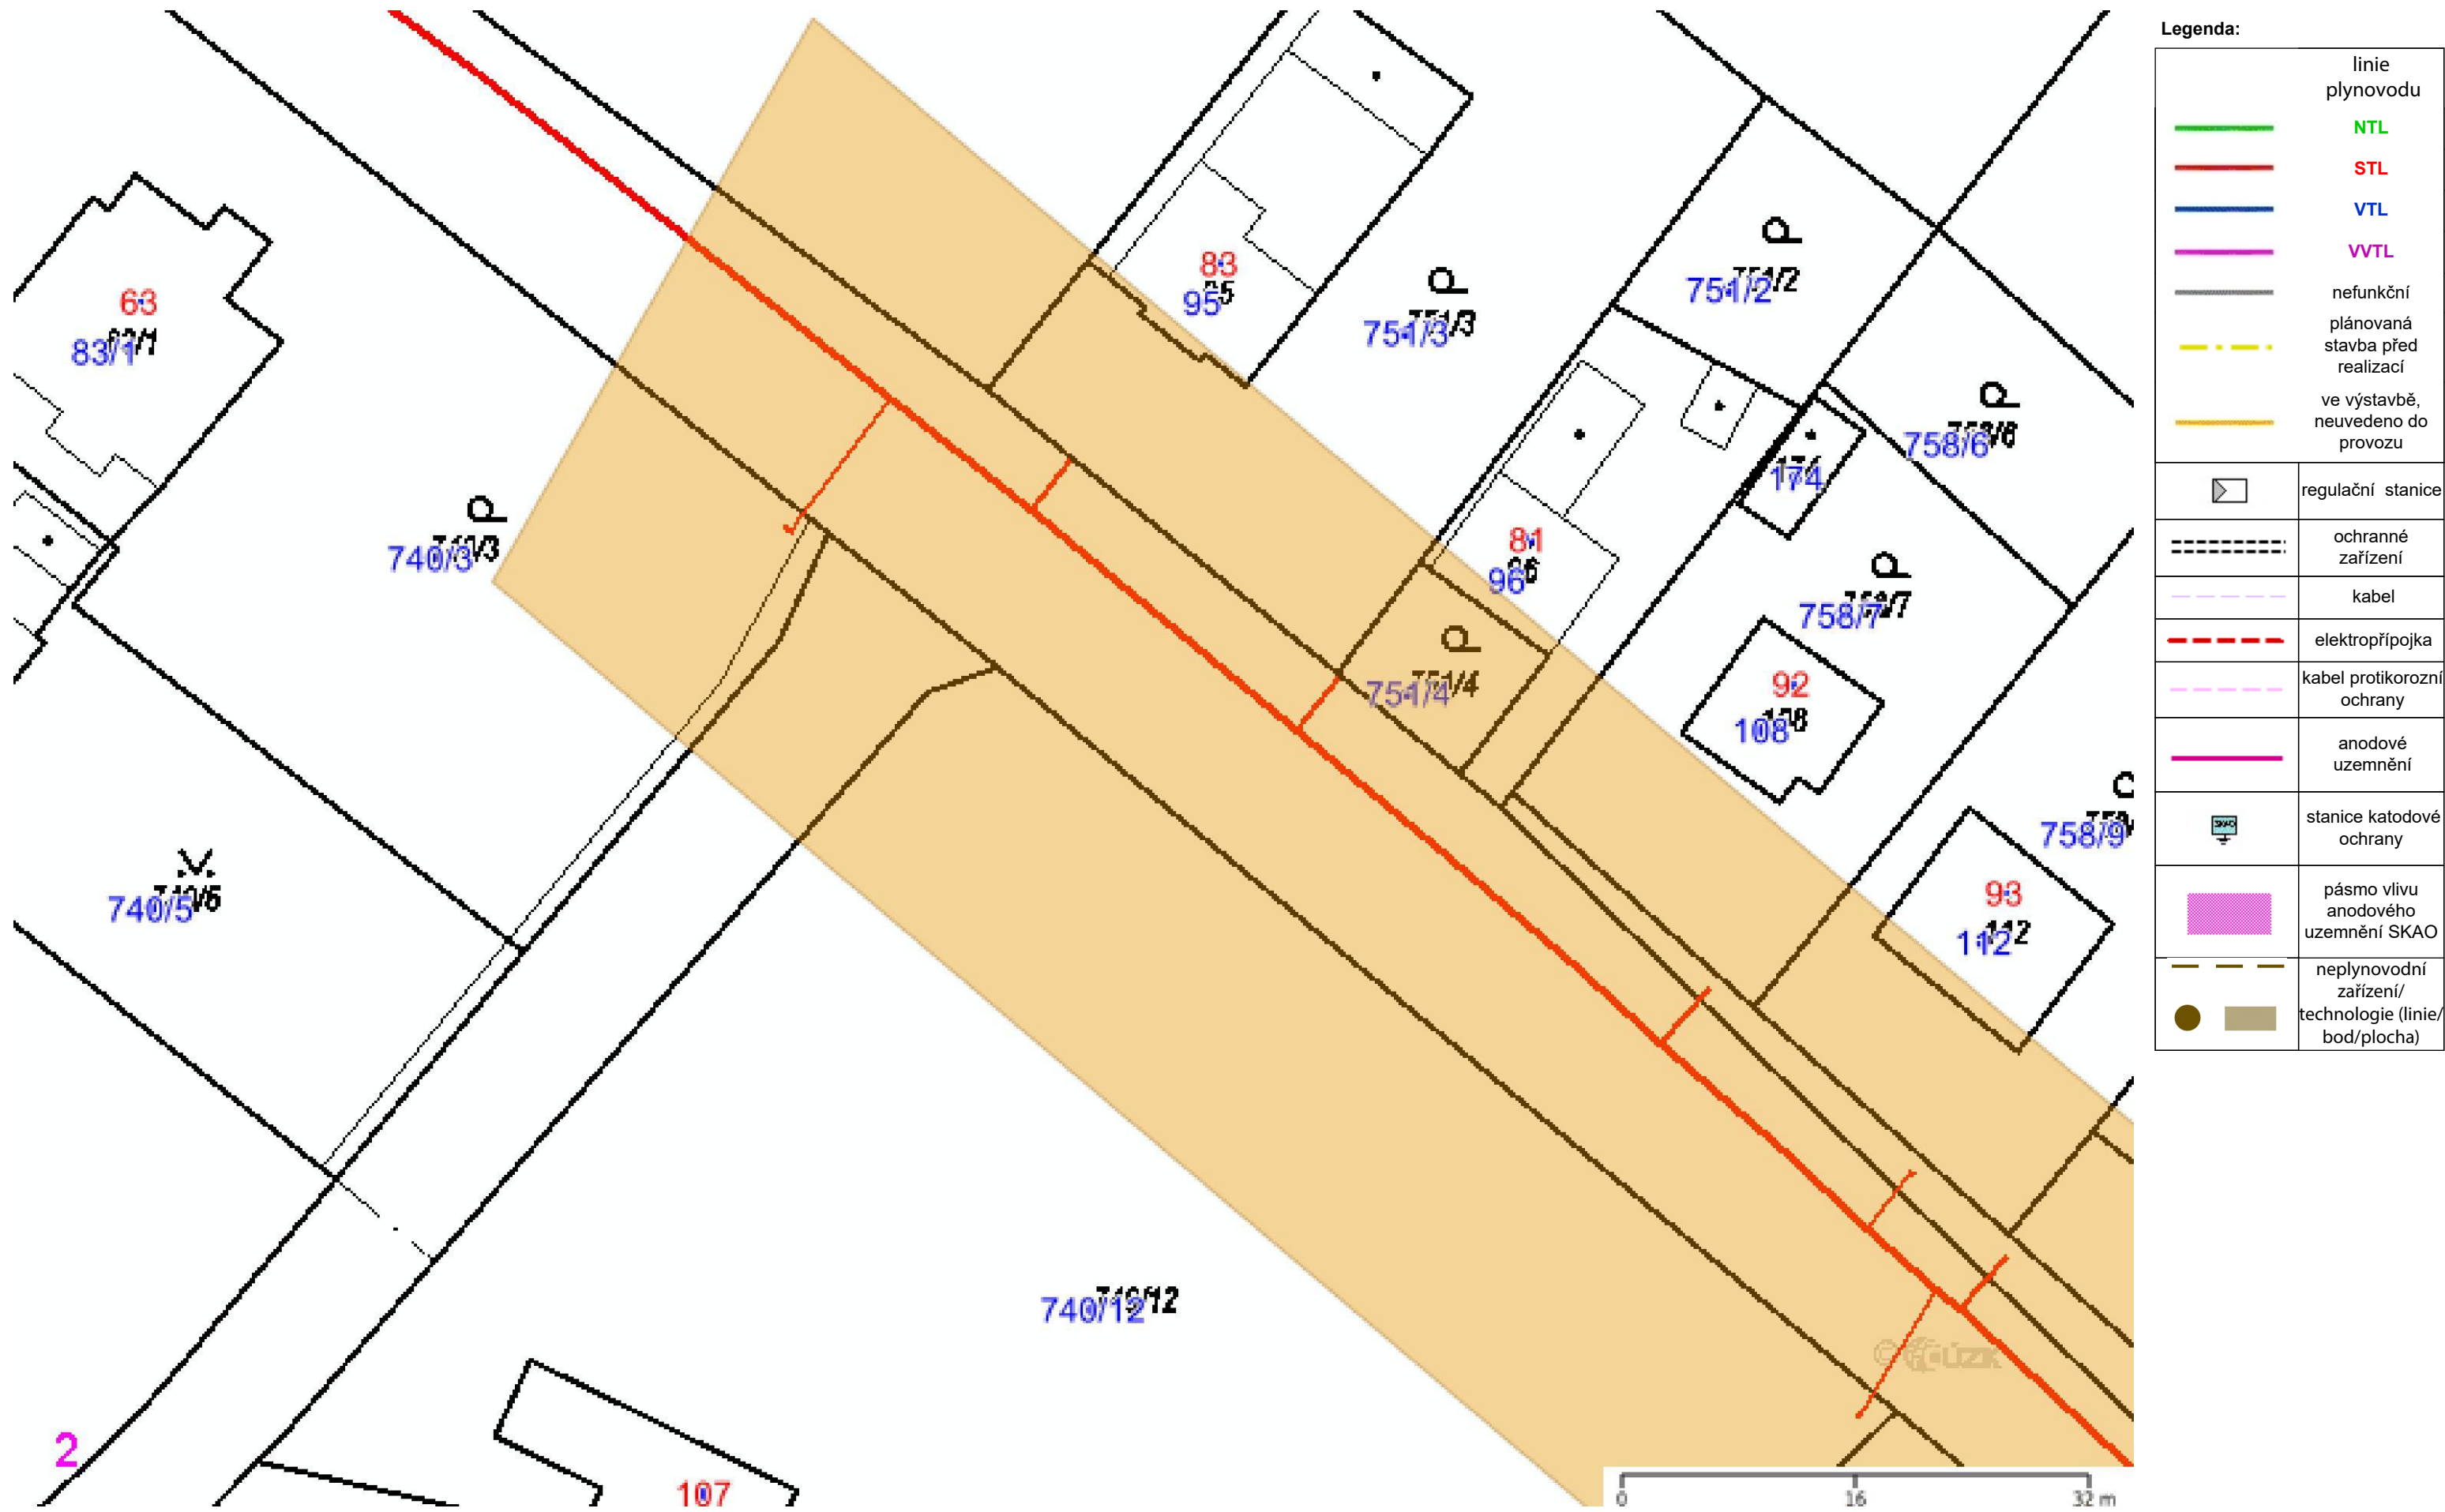 Legenda:
linie
plynovodu
NTL
STL
VTL
VVTL
nefunkční
plánovaná
stavba před
realizací
ve výstavbě,
neuvedeno do
provozu
regulační stanice
ochranné
zařízení
kabel
elektropřípojka
kabel protikorozní
ochrany
anodové
uzemnění
stanice katodové
ochrany
pásmo vlivu
anodového
uzemnění SKAO
neplynovodní
zařízení/
technologie (linie/
bod/plocha)
63
83/1
83
95
751/3
751/2
758/6
174
740/3
81
96
758/7
751/4
92
108
758/9
740/5
93
112
740/12
2
107
0 16 32 m